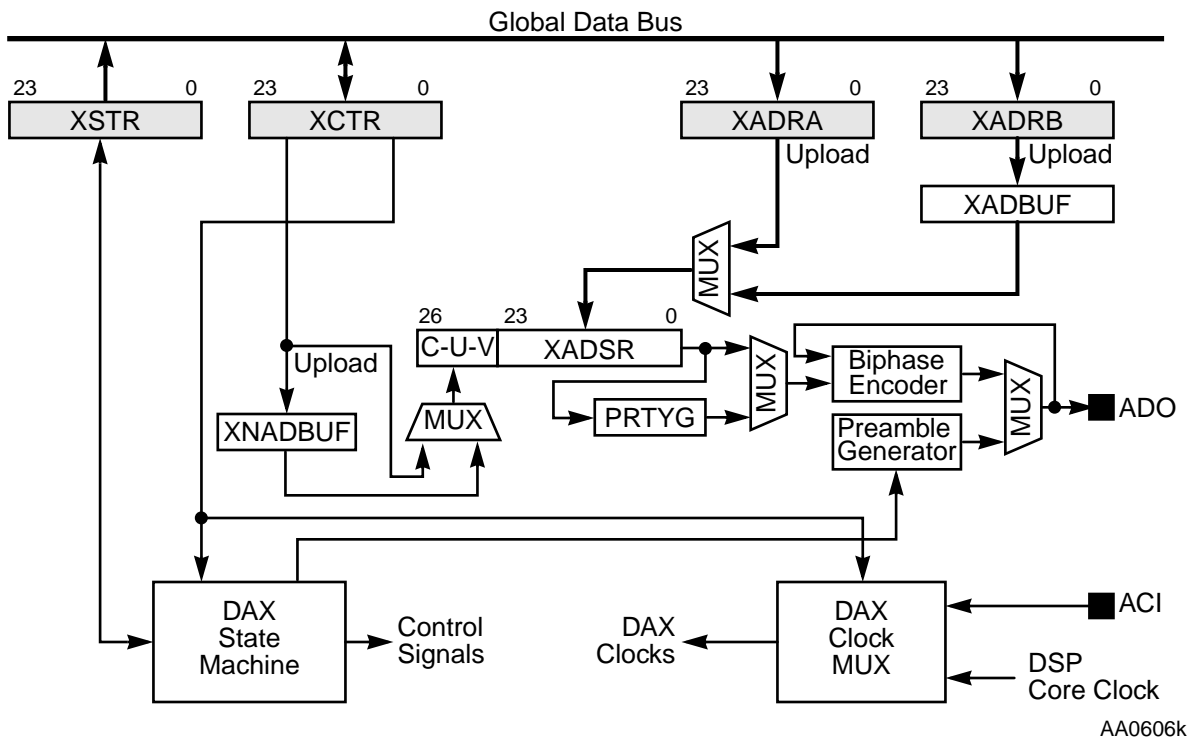 Global Data Bus
23 0 23 0 23 0 23 0
XSTR XCTR XADRA XADRB
Upload Upload
XADBUF
MUX
26 23 0
C-U-V XADSR
Upload
MUX
Biphase
Encoder
MUX
XNADBUF
MUX
PRTYG
Preamble
Generator
ADO
DAX
State
Machine
Control
Signals
DAX
Clocks
DAX
Clock
MUX
ACI
DSP
Core Clock
AA0606k